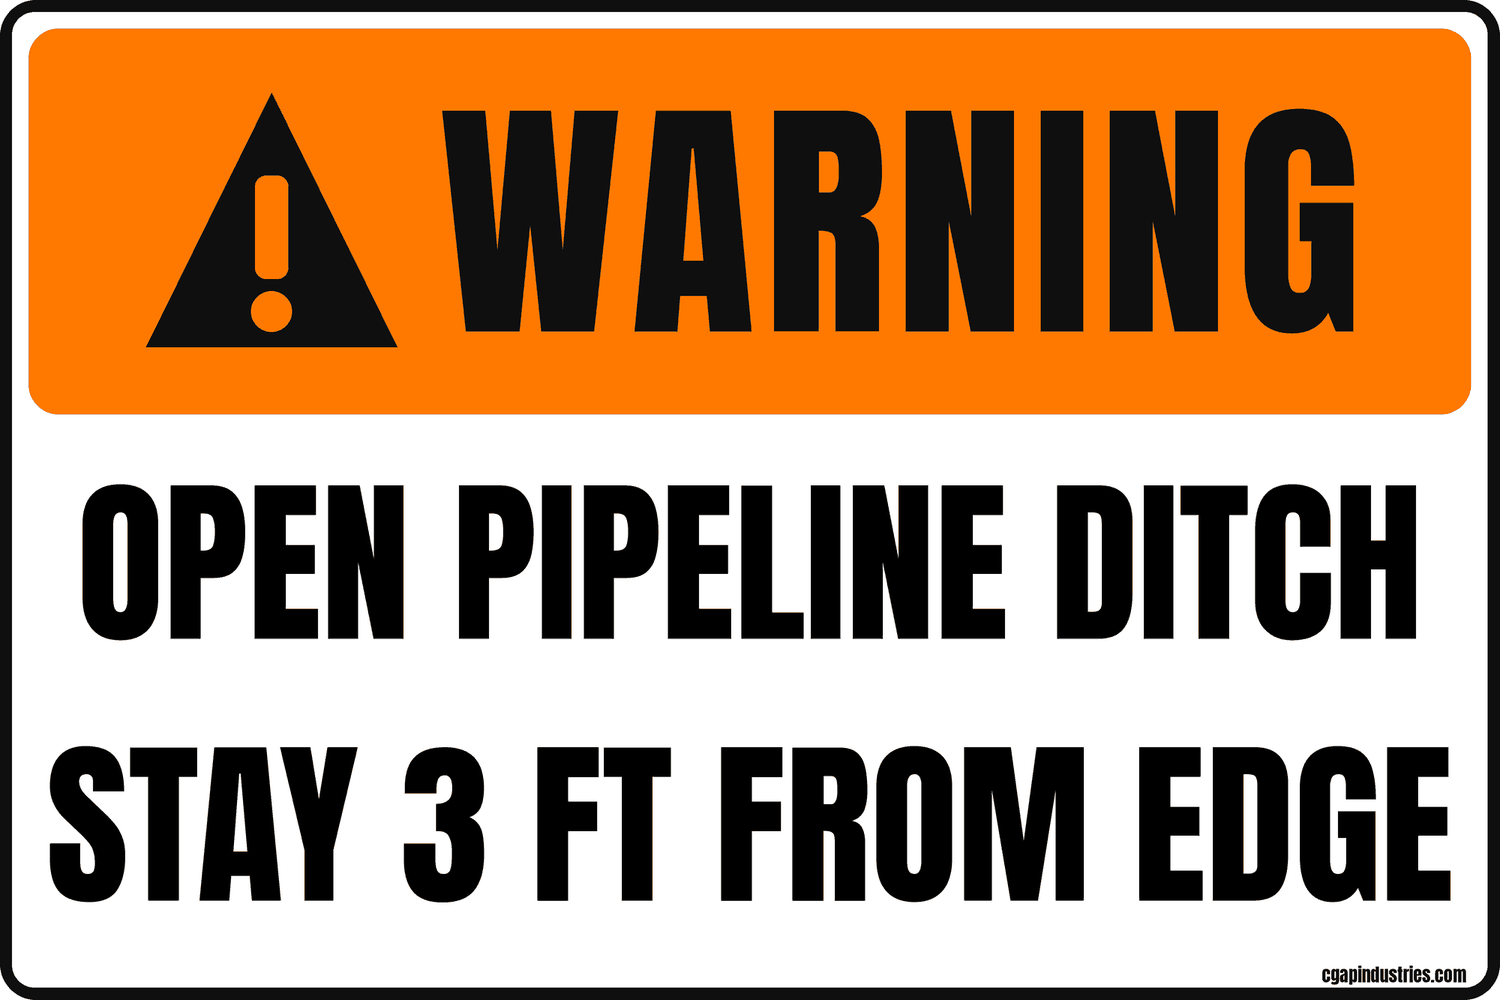 WARNING
OPEN PIPELINE DITCH
STAY 3 FT FROM EDGE
cgapindustries.com